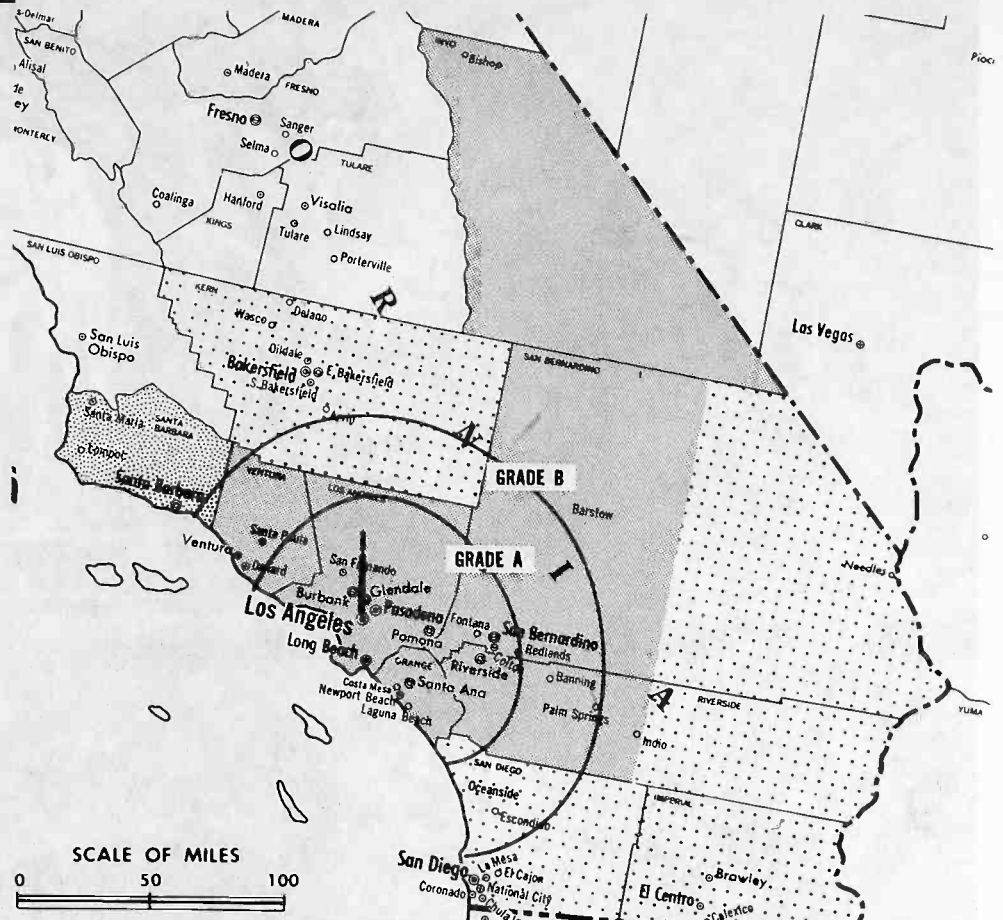 s-Delmar
MADERA
SAN BENITO
Alisal
INYO
Bishop
Pioc
Madera
FRESNO
ey
MONTEREY
Fresno
Sanger
Selma
O
TULARE
Coalinga
Hanford
Visalia
KINGS
Tulare
Lindsay
Porterville
CLARK
SAN LUIS OBISPO
KERN
R
Delano
Wasco
Las Vegas
San Luis
Obispo
Oildale
Bakersfield
E. Bakersfield
S. Bakersfield
SAN BERNARDINO
Arvin
Santa Maria
SANTA
BARBARA
N
Lompoc
GRADE B
VENTURA
Santa Barbara
LOS ANGELES
Barstow
Santa Paula
Ventura
Oxnard
San Fernando
GRADE A
I
Needles
Burbank
Glendale
Los Angeles
Pasadena
Fontana
San Bernardino
Pomona
Colton
Redlands
Long Beach
ORANGE
Riverside
Banning
Costa Mesa
Santa Ana
Newport Beach
Laguna Beach
Palm Springs
A
RIVERSIDE
YUMA
Indio
SAN DIEGO
Oceanside
IMPERIAL
Escondido
SCALE OF MILES
0 50 100
San Diego
La Mesa
El Cajon
Coronado
National City
Chula
Brawley
El Centro
Calexico